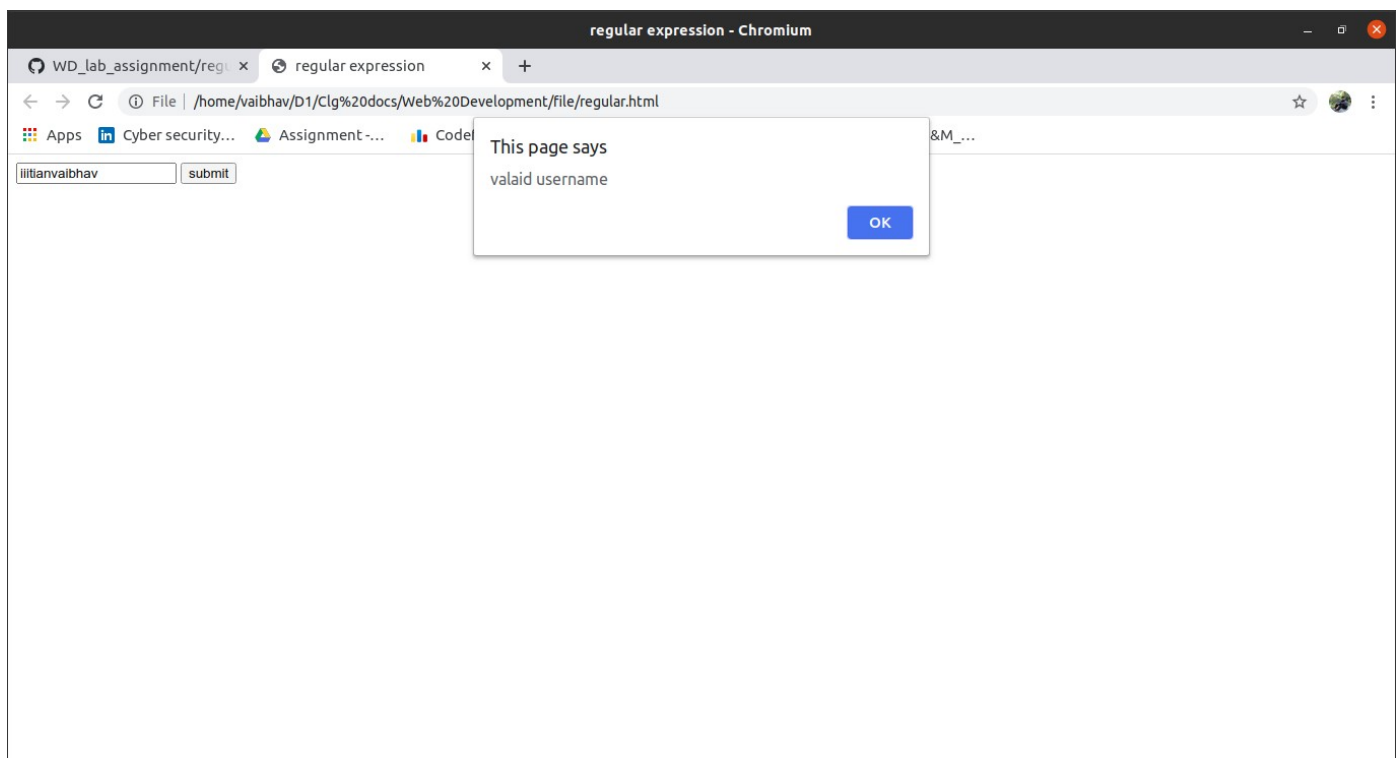 regular expression - Chromium
WD_lab_assignment/regu
regular expression
File | /home/vaibhav/D1/Clg%20docs/Web%20Development/file/regular.html
Apps in Cyber security... Assignment -... &M_...
This page says
valaid username
OK
iiitianvaibhav submit